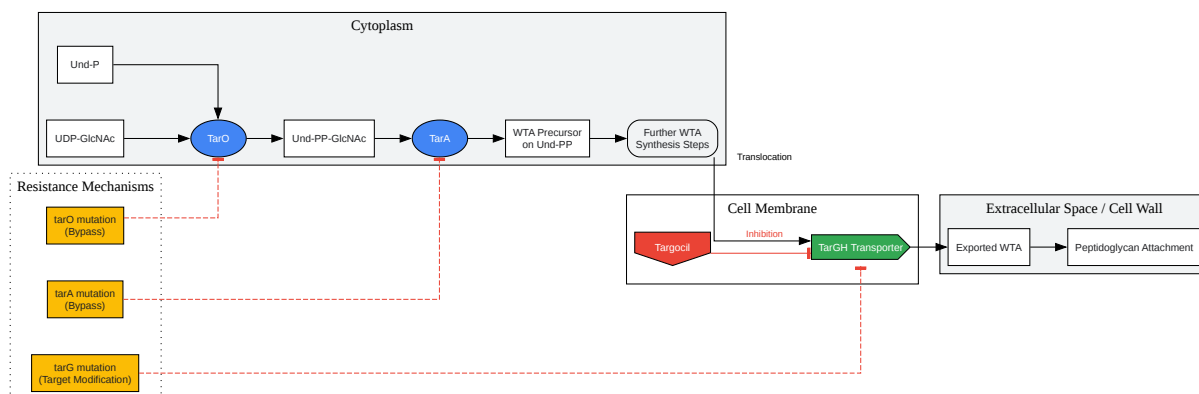 Cytoplasm
Und-P
UDP-GlcNAc
TarO
Und-PP-GlcNAc
TarA
WTA Precursor
on Und-PP
Further WTA
Synthesis Steps
Translocation
Resistance Mechanisms
tarO mutation
(Bypass)
tarA mutation
(Bypass)
tarG mutation
(Target Modification)
Cell Membrane
Targocil
Inhibition
TarGH Transporter
Extracellular Space / Cell Wall
Exported WTA
Peptidoglycan Attachment